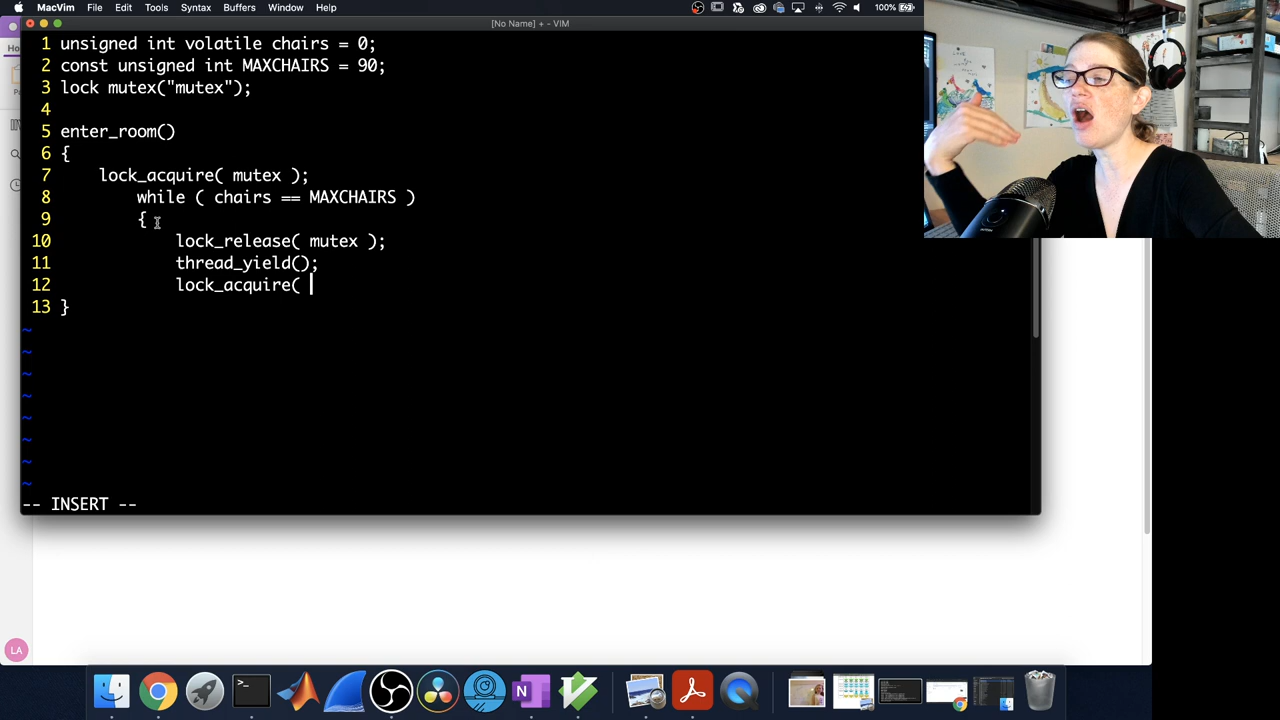 MacVim File Edit Tools Syntax Buffers Window Help 100%
[No Name] + - VIM
1 unsigned int volatile chairs = 0;
2 const unsigned int MAXCHAIRS = 90;
3 lock mutex("mutex");
4
5 enter_room()
6 {
7 lock_acquire( mutex );
8 while ( chairs == MAXCHAIRS )
9 {
10 lock_release( mutex );
11 thread_yield();
12 lock_acquire(
13 }
~
~
~
~
~
~
~
~
-- INSERT --
LA